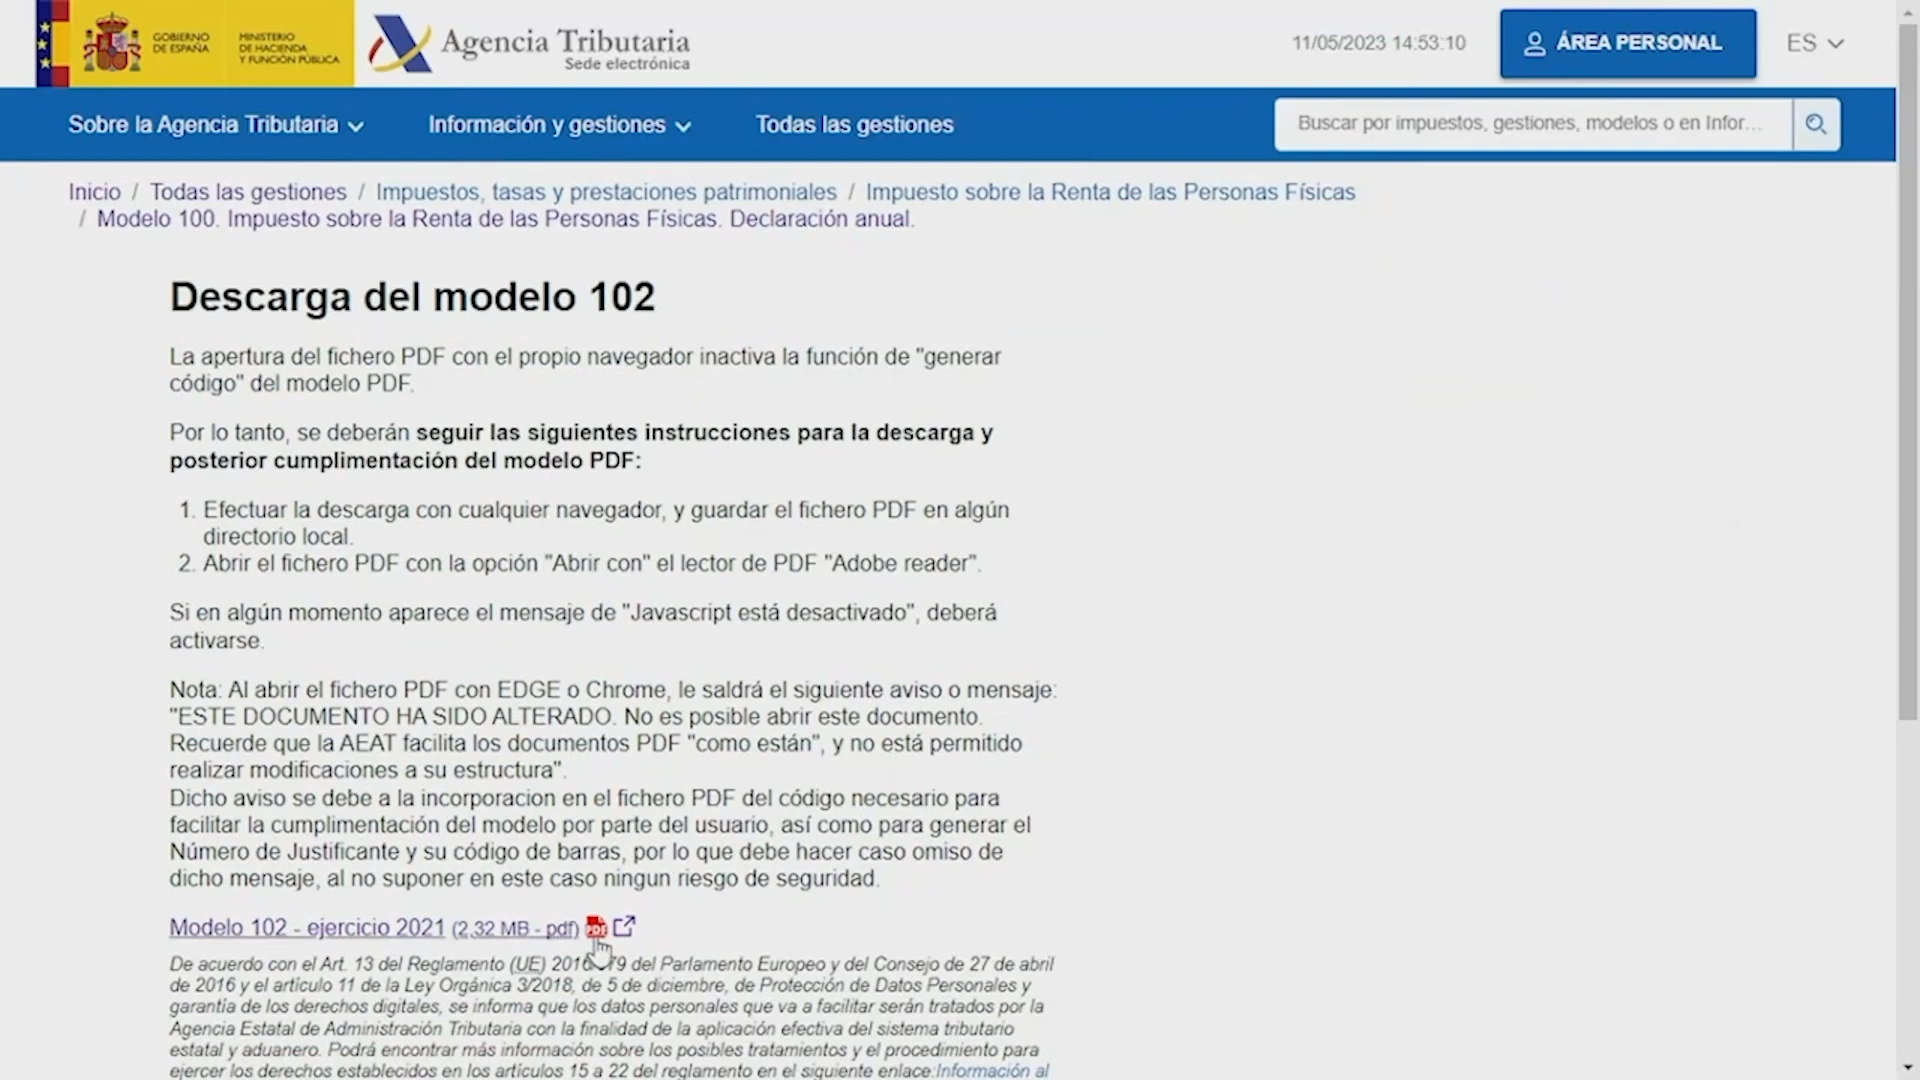 GOBIERNO
DE ESPAÑA
MINISTERIO
DE HACIENDA
Y FUNCIÓN PÚBLICA
Agencia Tributaria
Sede electrónica
11/05/2023 14:53:10
ÁREA PERSONAL
ES
Sobre la Agencia Tributaria
Información y gestiones
Todas las gestiones
Buscar por impuestos, gestiones, modelos o en Infor...
Inicio / Todas las gestiones / Impuestos, tasas y prestaciones patrimoniales / Impuesto sobre la Renta de las Personas Físicas
/ Modelo 100. Impuesto sobre la Renta de las Personas Físicas. Declaración anual.
Descarga del modelo 102
La apertura del fichero PDF con el propio navegador inactiva la función de "generar
código" del modelo PDF.
Por lo tanto, se deberán seguir las siguientes instrucciones para la descarga y
posterior cumplimentación del modelo PDF:
1. Efectuar la descarga con cualquier navegador, y guardar el fichero PDF en algún
directorio local.
2. Abrir el fichero PDF con la opción "Abrir con" el lector de PDF "Adobe reader".
Si en algún momento aparece el mensaje de "Javascript está desactivado", deberá
activarse.
Nota: Al abrir el fichero PDF con EDGE o Chrome, le saldrá el siguiente aviso o mensaje:
"ESTE DOCUMENTO HA SIDO ALTERADO. No es posible abrir este documento.
Recuerde que la AEAT facilita los documentos PDF "como están", y no está permitido
realizar modificaciones a su estructura".
Dicho aviso se debe a la incorporacion en el fichero PDF del código necesario para
facilitar la cumplimentación del modelo por parte del usuario, así como para generar el
Número de Justificante y su código de barras, por lo que debe hacer caso omiso de
dicho mensaje, al no suponer en este caso ningun riesgo de seguridad.
Modelo 102 - ejercicio 2021 (2,32 MB - pdf) PDF
De acuerdo con el Art. 13 del Reglamento (UE) del Parlamento Europeo y del Consejo de 27 de abril
de 2016 y el artículo 11 de la Ley Orgánica 3/2018, de 5 de diciembre, de Protección de Datos Personales y
garantía de los derechos digitales, se informa que los datos personales que va a facilitar serán tratados por la
Agencia Estatal de Administración Tributaria con la finalidad de la aplicación efectiva del sistema tributario
estatal y aduanero. Podrá encontrar más información sobre los posibles tratamientos y el procedimiento para
ejercer los derechos establecidos en los artículos 15 a 22 del reglamento en el siguiente enlace:Información al